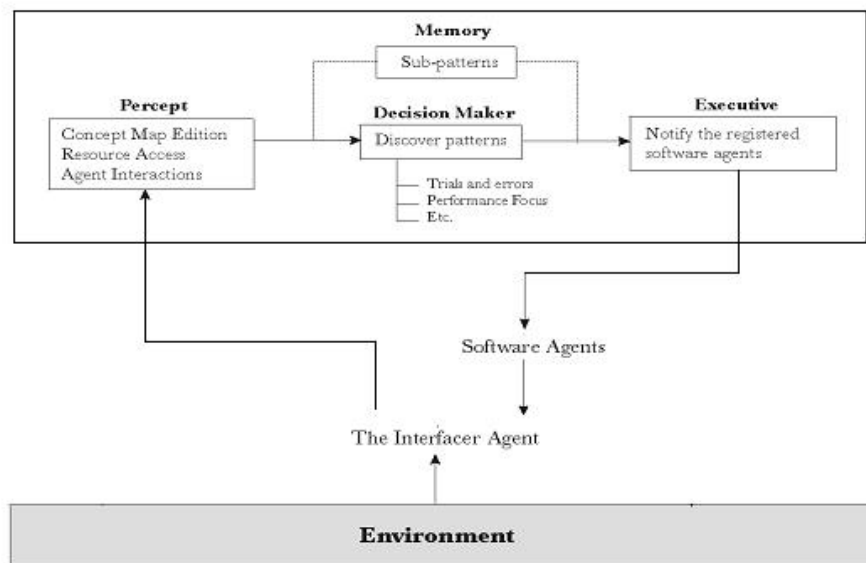 Memory
Sub-patterns
Percept
Decision Maker
Executive
Concept Map Edition
Resource Access
Agent Interactions
Discover patterns
Notify the registered
software agents
Trials and errors
Performance Focus
Etc.
Software Agents
The Interfacer Agent
Environment